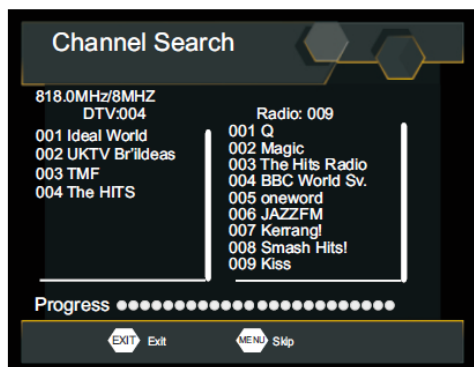 Channel Search
818.0MHz/8MHZ
DTV:004
001 Ideal World
002 UKTV Br'ildeas
003 TMF
004 The HITS
Radio: 009
001 Q
002 Magic
003 The Hits Radio
004 BBC World Sv.
005 oneword
006 JAZZFM
007 Kerrang!
008 Smash Hits!
009 Kiss
Progress
EXIT Exit
MENU Skip